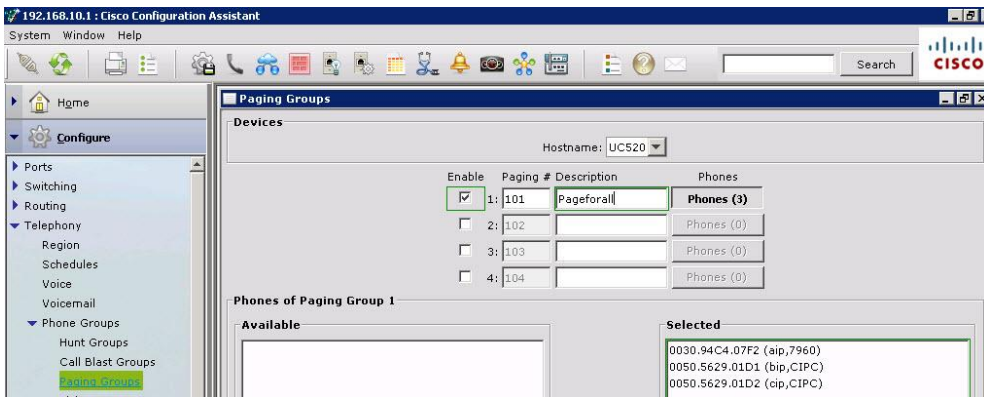 192.168.10.1 : Cisco Configuration Assistant
System Window Help
Search
CISCO
Home
Configure
Ports
Switching
Routing
Telephony
Region
Schedules
Voice
Voicemail
Phone Groups
Hunt Groups
Call Blast Groups
Paging Groups
Paging Groups
Devices
Hostname: UC520
Enable Paging # Description Phones
1: 101 Pageforall Phones (3)
2: 102 Phones (0)
3: 103 Phones (0)
4: 104 Phones (0)
Phones of Paging Group 1
Available
Selected
0030.94C4.07F2 (aip,7960)
0050.5629.01D1 (bip,CIPC)
0050.5629.01D2 (cip,CIPC)